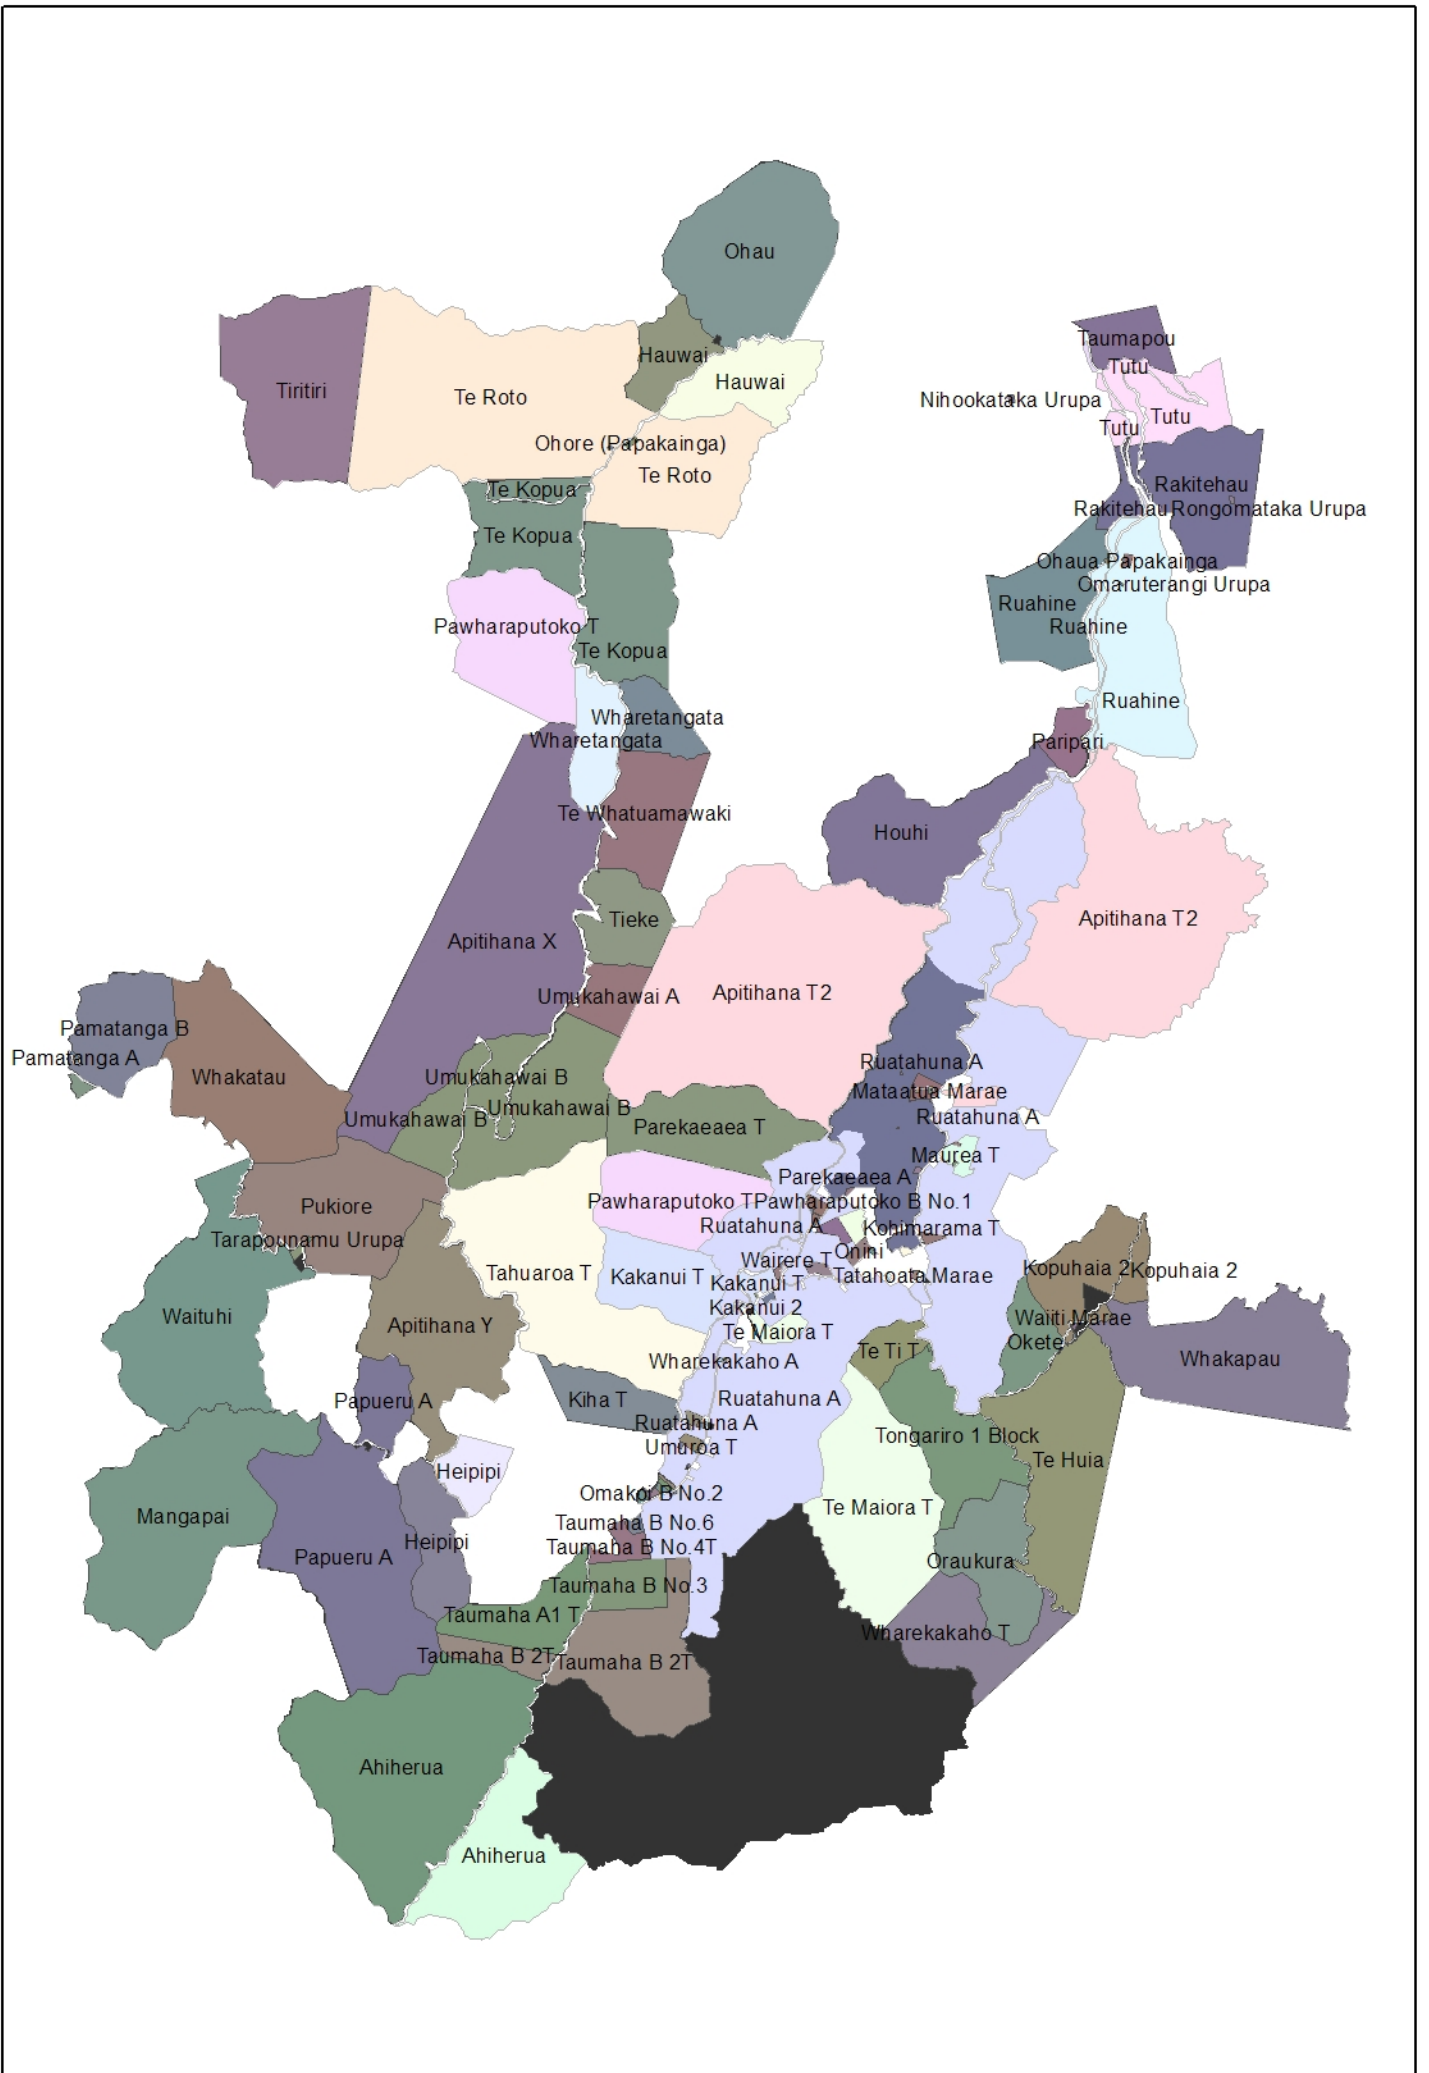 Ohau
Taumapou
Tutu
Hauwai
Hauwai
Tiritiri
Te Roto
Nihookataka Urupa
Tutu
Tutu
Ohore (Papakainga)
Te Roto
Rakitehau
Te Kopua
Rakitehau
Rongomataka Urupa
Te Kopua
Ohaua Papakainga
Omaruterangi Urupa
Ruahine
Pawharaputoko T
Ruahine
Te Kopua
Ruahine
Wharetangata
Wharetangata
Paripari
Te Whatuamawaki
Houhi
Tieke
Apitihana T2
Apitihana X
Apitihana T2
Umukahawai A
Pamatanga B
Pamatanga A
Ruatahuna A
Whakatau
Umukahawai B
Mataatua Marae
Umukahawai B
Umukahawai B
Ruatahuna A
Parekaeaea T
Maurea T
Parekaeaea A
Pawharaputoko T
Pawharaputoko B No.1
Pukiore
Ruatahuna A
Kohimarama T
Tarapounamu Urupa
Onini
Wairere T
Tahuaroa T
Kakanui T
Kakanui T
Tatahoata Marae
Kopuhaia 2
Kopuhaia 2
Kakanui 2
Waituhi
Apitihana Y
Te Maiora T
Waiiti Marae
Okete
Te Ti T
Wharekakaho A
Whakapau
Papueru A
Kiha T
Ruatahuna A
Ruatahuna A
Tongariro 1 Block
Umuroa T
Te Huia
Heipipi
Omakoi B No.2
Te Maiora T
Mangapai
Taumaha B No.6
Heipipi
Taumaha B No.4T
Papueru A
Oraukura
Taumaha B No.3
Taumaha A1 T
Wharekakaho T
Taumaha B 2T
Taumaha B 2T
Ahiherua
Ahiherua